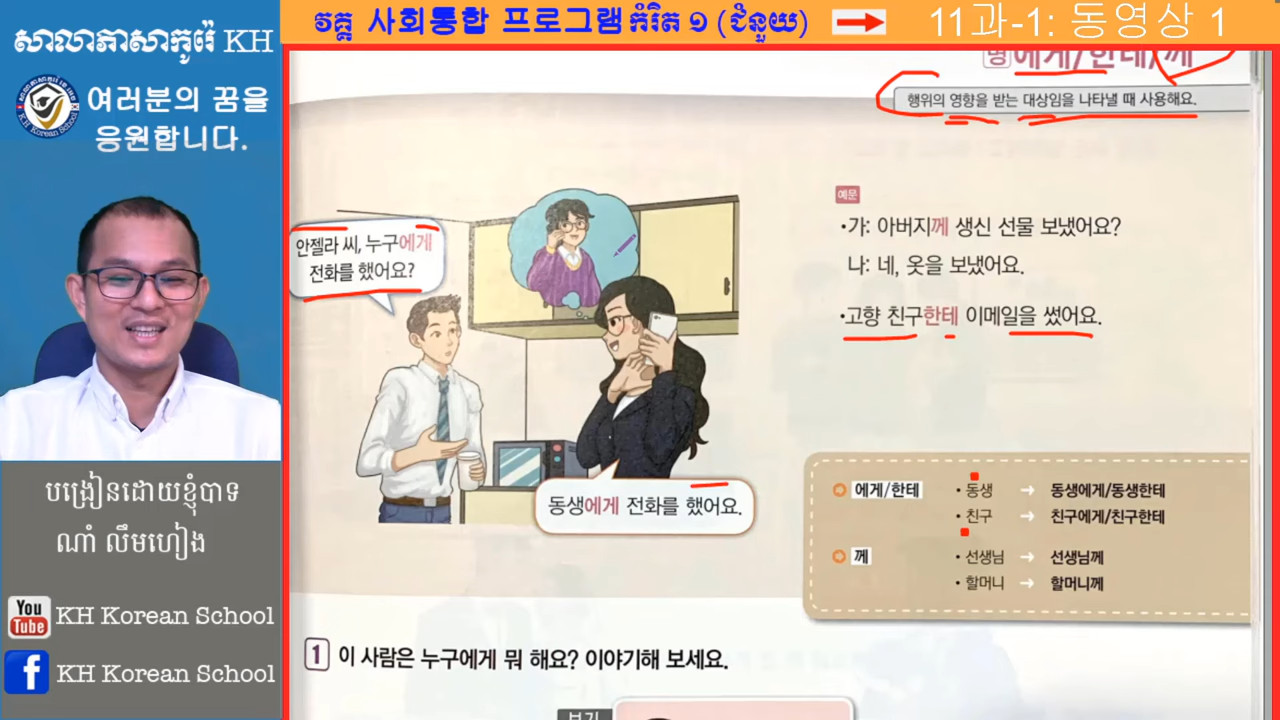 វគ្គ 사회통합 프로그램 កំរិត ១ (ជំនួយ)
11과-1: 동영상 1
សាលាភាសាកូរ៉េ KH
여러분의 꿈을
응원합니다.
KH Korean School
명 에게/한테/께
행위의 영향을 받는 대상임을 나타낼 때 사용해요.
안젤라 씨, 누구에게
전화를 했어요?
동생에게 전화를 했어요.
예문
•가: 아버지께 생신 선물 보냈어요?
나: 네, 옷을 보냈어요.
•고향 친구한테 이메일을 썼어요.
에게/한테 • 동생 → 동생에게/동생한테
• 친구 → 친구에게/친구한테
께 • 선생님 → 선생님께
• 할머니 → 할머니께
1 이 사람은 누구에게 뭐 해요? 이야기해 보세요.
보기
បង្រៀនដោយខ្ញុំបាទ
ណាំ លឹមហៀង
You Tube KH Korean School
f KH Korean School